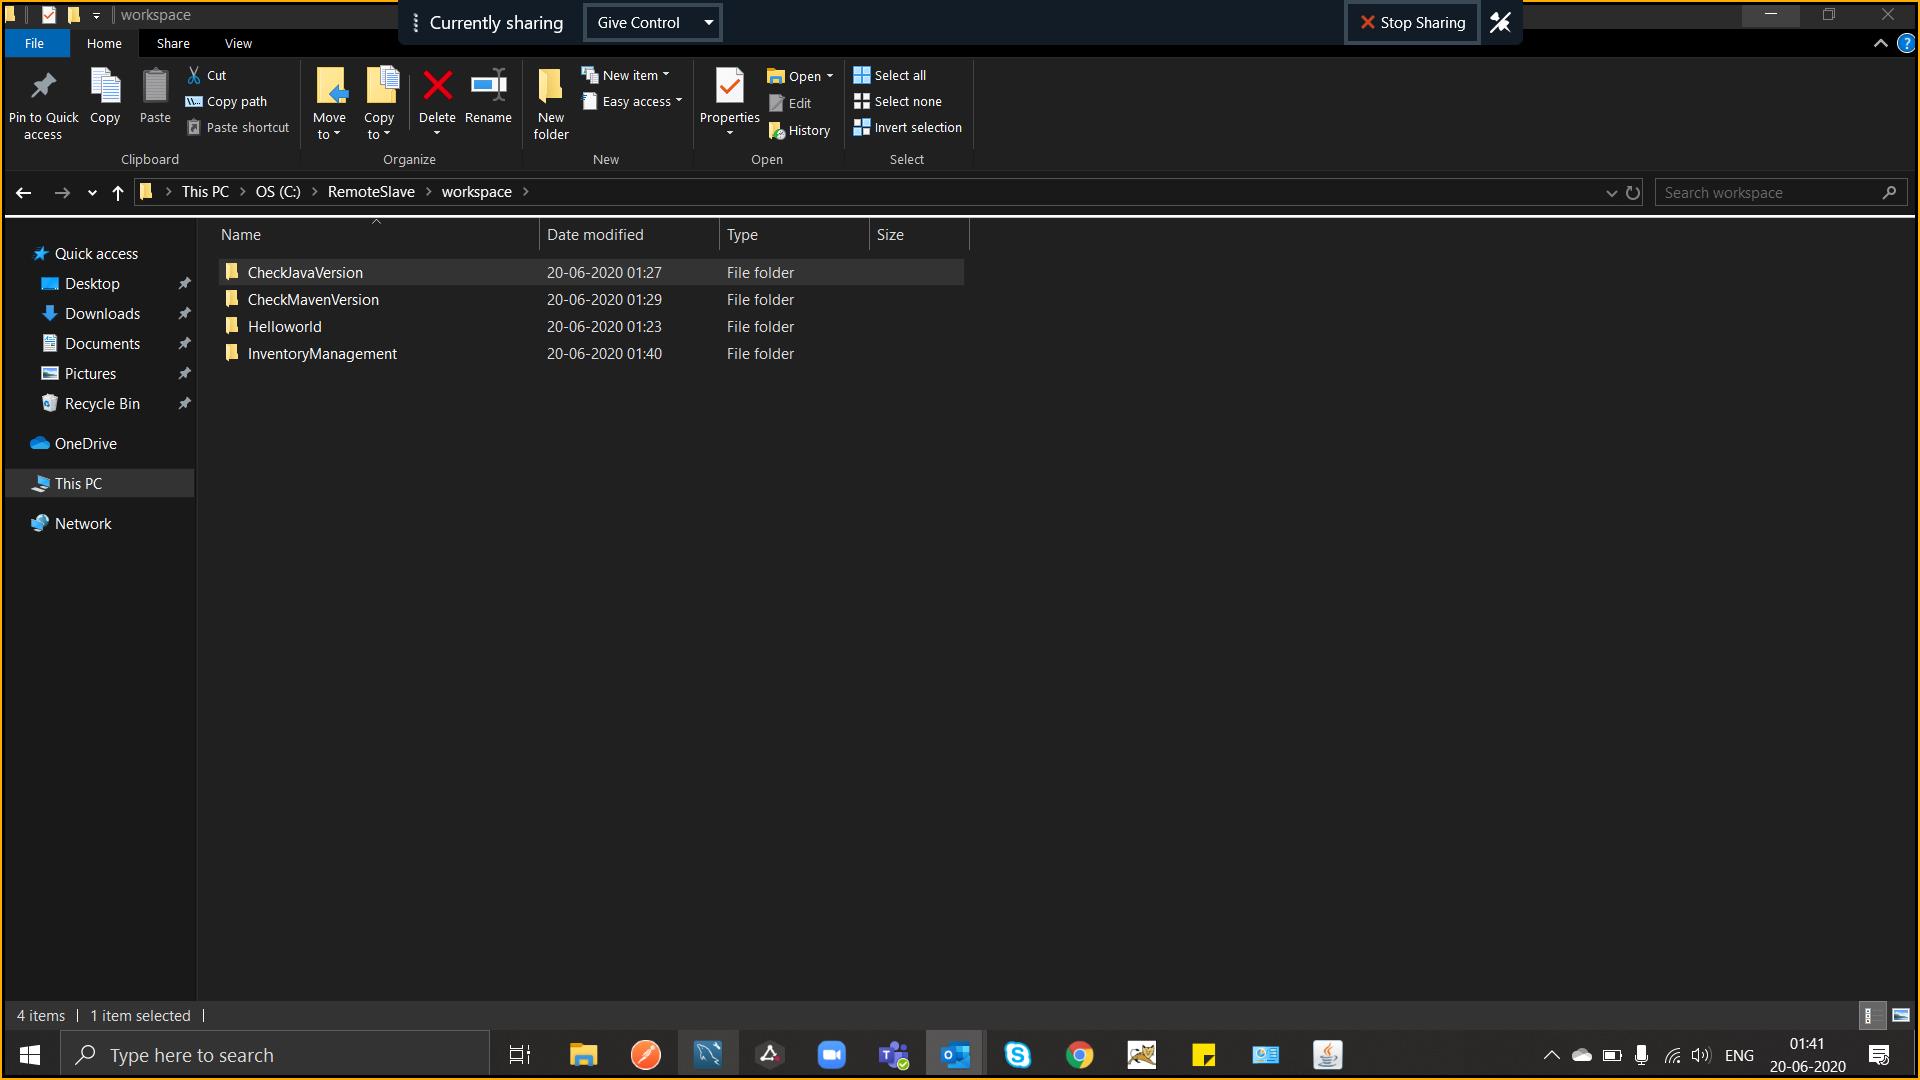 workspace
Currently sharing
Give Control
Stop Sharing
File
Home
Share
View
?
Pin to Quick access
Copy
Paste
Cut
Copy path
Paste shortcut
Clipboard
Move to
Copy to
Delete
Rename
Organize
New folder
New item
Easy access
New
Properties
Open
Edit
History
Open
Select all
Select none
Invert selection
Select
This PC > OS (C:) > RemoteSlave > workspace >
Search workspace
Name Date modified Type Size
Quick access
Desktop
Downloads
Documents
Pictures
Recycle Bin
OneDrive
This PC
Network
CheckJavaVersion 20-06-2020 01:27 File folder
CheckMavenVersion 20-06-2020 01:29 File folder
Helloworld 20-06-2020 01:23 File folder
InventoryManagement 20-06-2020 01:40 File folder
4 items | 1 item selected |
Type here to search
ENG
01:41
20-06-2020